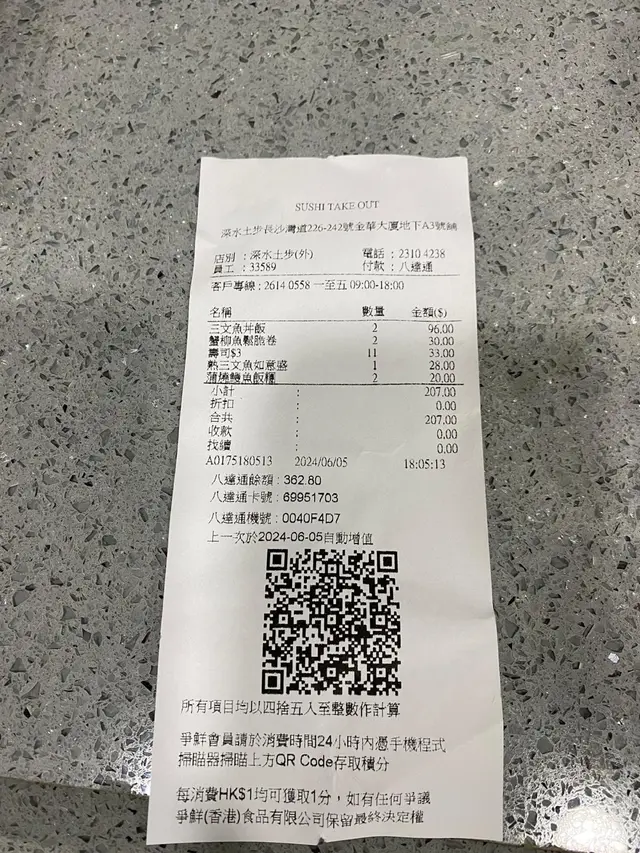 SUSHI TAKE OUT
深水土步長沙灣道226-242號金華大廈地下A3號舖
店別 : 深水土步(外) 電話 : 2310 4238
員工 : 33589 付款 : 八達通
客戶專線 : 2614 0558 一至五 09:00-18:00
名稱 數量 金額($)
三文魚丼飯 2 96.00
蟹柳魚鬆脆卷 2 30.00
壽司$3 11 33.00
熟三文魚如意盛 1 28.00
蒲燒鰻魚飯糰 2 20.00
小計 : 207.00
折扣 : 0.00
合共 : 207.00
收款 : 0.00
找續 : 0.00
A0175180513 2024/06/05 18:05:13
八達通餘額 : 362.80
八達通卡號 : 69951703
八達通機號 : 0040F4D7
上一次於2024-06-05自動增值
所有項目均以四捨五入至整數作計算
爭鮮會員請於消費時間24小時內憑手機程式
掃瞄器掃瞄上方QR Code存取積分
每消費HK$1均可獲取1分，如有任何爭議
爭鮮(香港)食品有限公司保留最終決定權